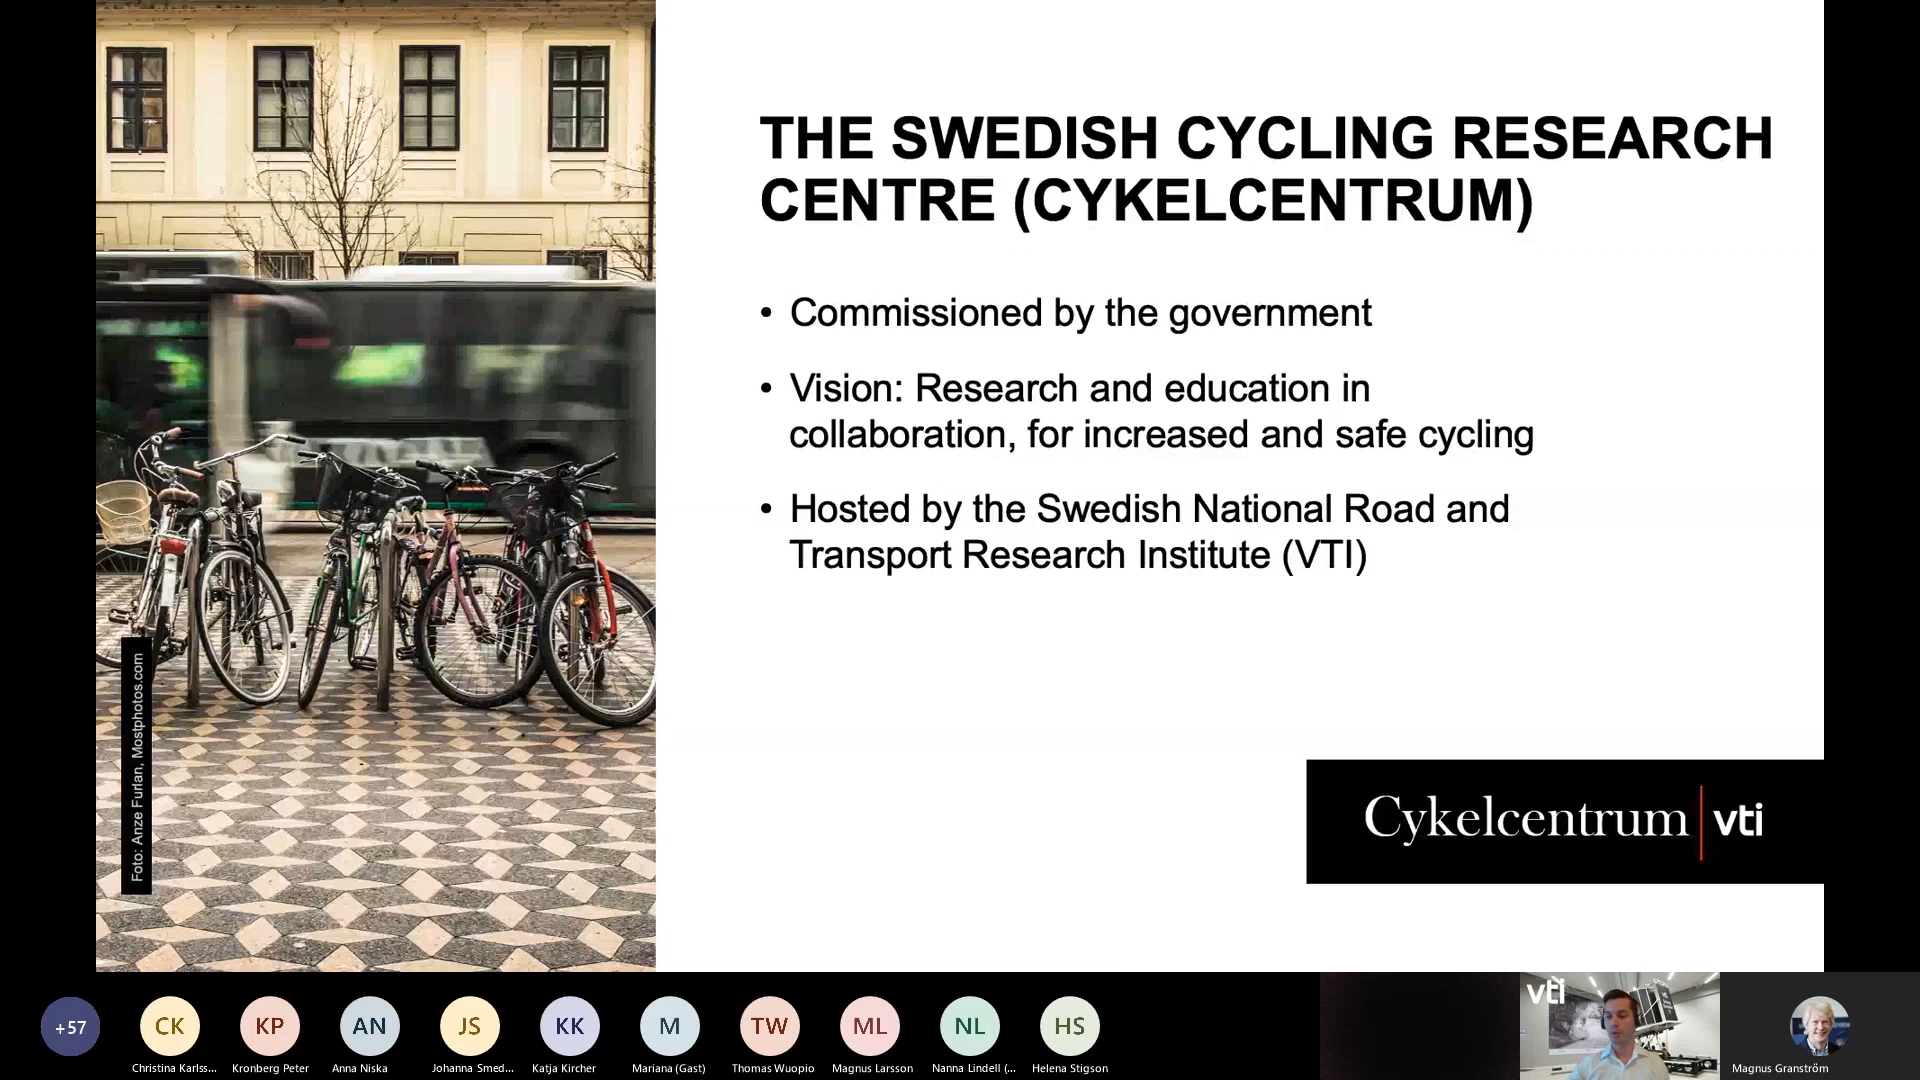 THE SWEDISH CYCLING RESEARCH
CENTRE (CYKELCENTRUM)
• Commissioned by the government
• Vision: Research and education in
collaboration, for increased and safe cycling
• Hosted by the Swedish National Road and
Transport Research Institute (VTI)
Foto: Anze Furlan, Mostphotos.com
Cykelcentrum vti
+57
CK
KP
AN
JS
KK
M
TW
ML
NL
HS
vti
Christina Karlss...
Kronberg Peter
Anna Niska
Johanna Smed...
Katja Kircher
Mariana (Gast)
Thomas Wuopio
Magnus Larsson
Nanna Lindell (...
Helena Stigson
Magnus Granström